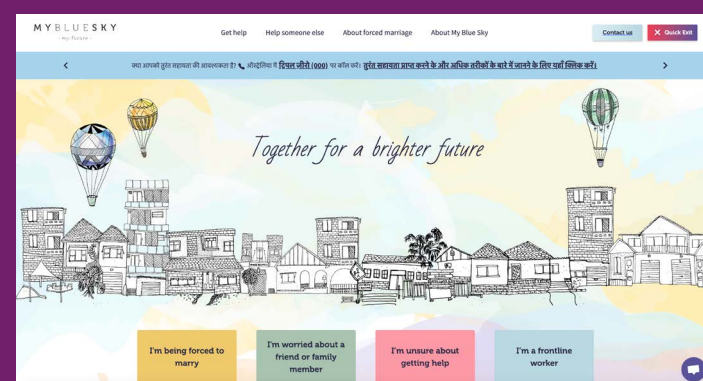 MYBLUESKY
- my future -
Get help
Help someone else
About forced marriage
About My Blue Sky
Contact us
Quick Exit
क्या आपको तुरंत सहायता की आवश्यकता है? ऑस्ट्रेलिया में ट्रिपल ज़ीरो (000) पर कॉल करें। तुरंत सहायता प्राप्त करने के और अधिक तरीकों के बारे में जानने के लिए यहाँ क्लिक करें।
Together for a brighter future
I'm being forced to
marry
I'm worried about a
friend or family
member
I'm unsure about
getting help
I'm a frontline
worker